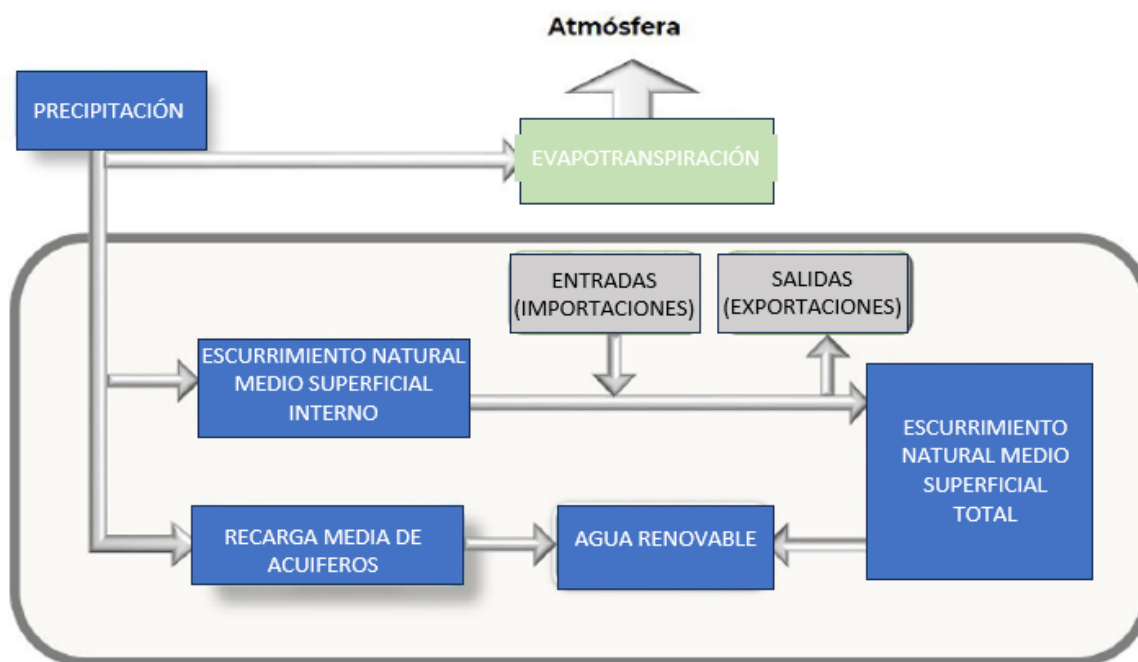 Atmósfera
PRECIPITACIÓN
EVAPOTRANSPIRACIÓN
ENTRADAS
(IMPORTACIONES)
SALIDAS
(EXPORTACIONES)
ESCURRIMIENTO NATURAL
MEDIO SUPERFICIAL
INTERNO
ESCURRIMIENTO
NATURAL MEDIO
SUPERFICIAL
TOTAL
RECARGA MEDIA DE
ACUIFEROS
AGUA RENOVABLE